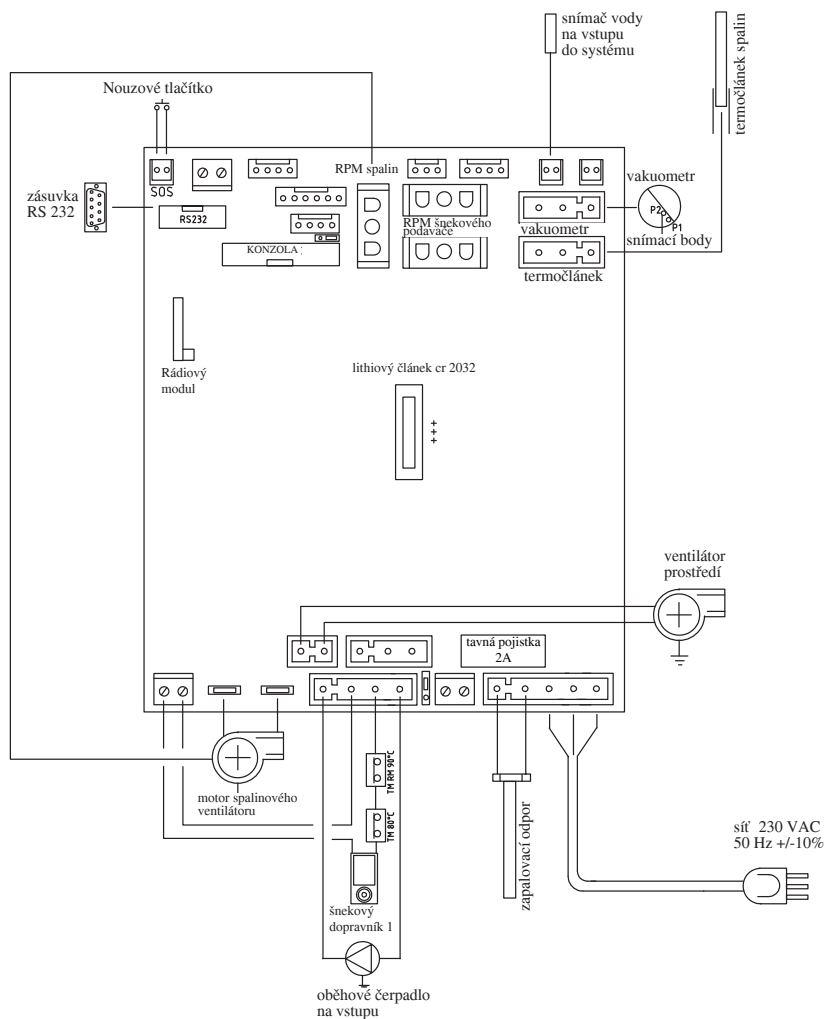 snímač vody
na vstupu
do systému
termočlánek spalin
Nouzové tlačítko
SOS
RPM spalin
zásuvka
RS 232
RS232
KONZOLA
RPM šnekového
podavače
vakuometr
vakuometr
P2
P1
snímací body
termočlánek
Rádiový
modul
lithiový článek cr 2032
+++
ventilátor
prostředí
tavná pojistka
2A
motor spalinového
ventilátoru
TM RM 90°C
TM 80°C
šnekový
dopravník 1
zapalovací odpor
síť 230 VAC
50 Hz +/-10%
oběhové čerpadlo
na vstupu